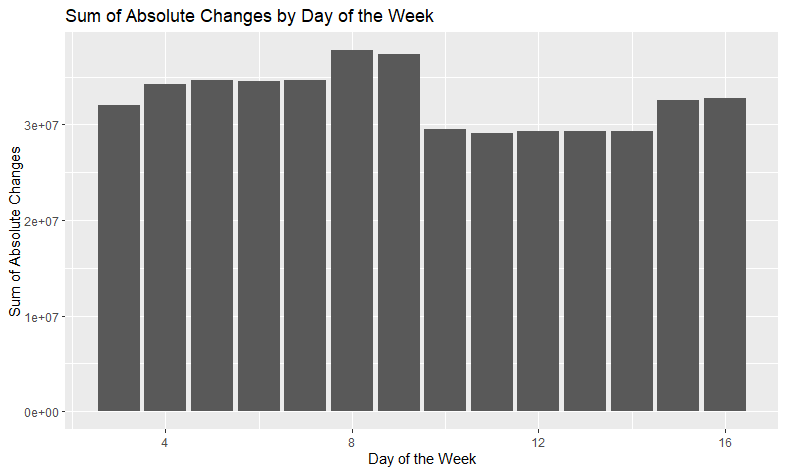 Sum of Absolute Changes by Day of the Week
Sum of Absolute Changes
3e+07
2e+07
1e+07
0e+00
4 8 12 16
Day of the Week